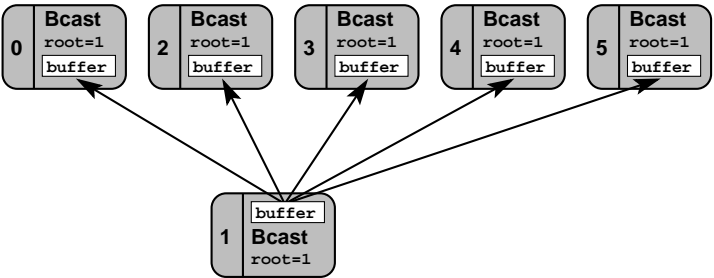 0
Bcast
root=1
buffer
2
Bcast
root=1
buffer
3
Bcast
root=1
buffer
4
Bcast
root=1
buffer
5
Bcast
root=1
buffer
1
buffer
Bcast
root=1